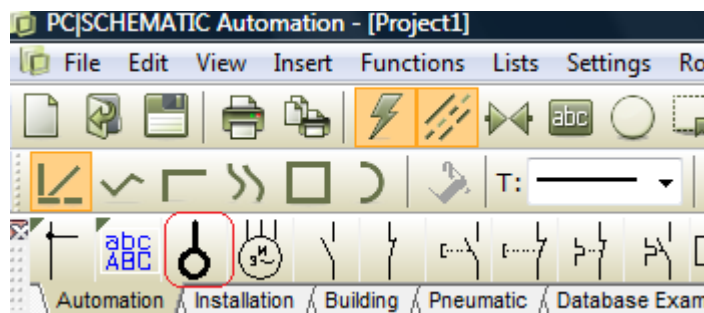 PC|SCHEMATIC Automation - [Project1]
File Edit View Insert Functions Lists Settings Ro
abc
T:
abc
ABC
M
3~
Automation Installation Building Pneumatic Database Exam